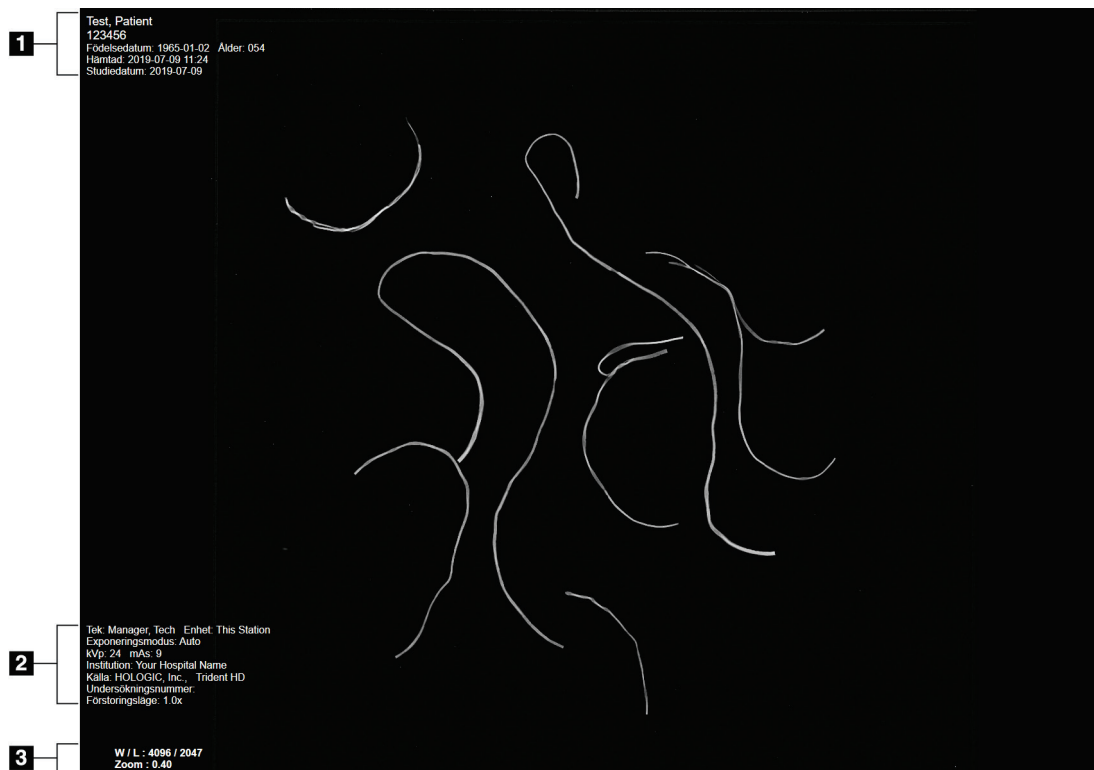 1
Test, Patient
123456
Födelsedatum: 1965-01-02 Ålder: 054
Hämtad: 2019-07-09 11:24
Studiedatum: 2019-07-09
2
Tek: Manager, Tech Enhet: This Station
Exponeringsmodus: Auto
kVp: 24 mAs: 9
Institution: Your Hospital Name
Källa: HOLOGIC, Inc., Trident HD
Undersökningsnummer:
Förstoringsläge: 1.0x
3
W / L : 4096 / 2047
Zoom : 0.40